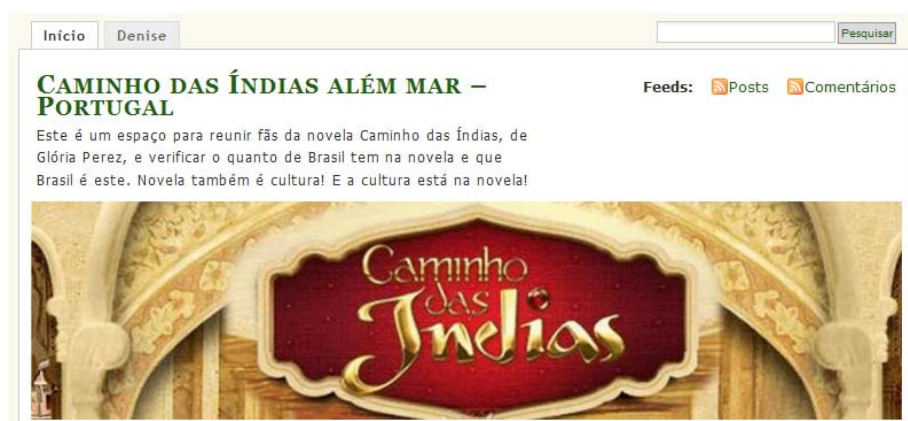 Início Denise
Pesquisar
CAMINHO DAS ÍNDIAS ALÉM MAR –
PORTUGAL
Feeds: Posts Comentários
Este é um espaço para reunir fãs da novela Caminho das Índias, de
Glória Perez, e verificar o quanto de Brasil tem na novela e que
Brasil é este. Novela também é cultura! E a cultura está na novela!
Caminho
das
Índias